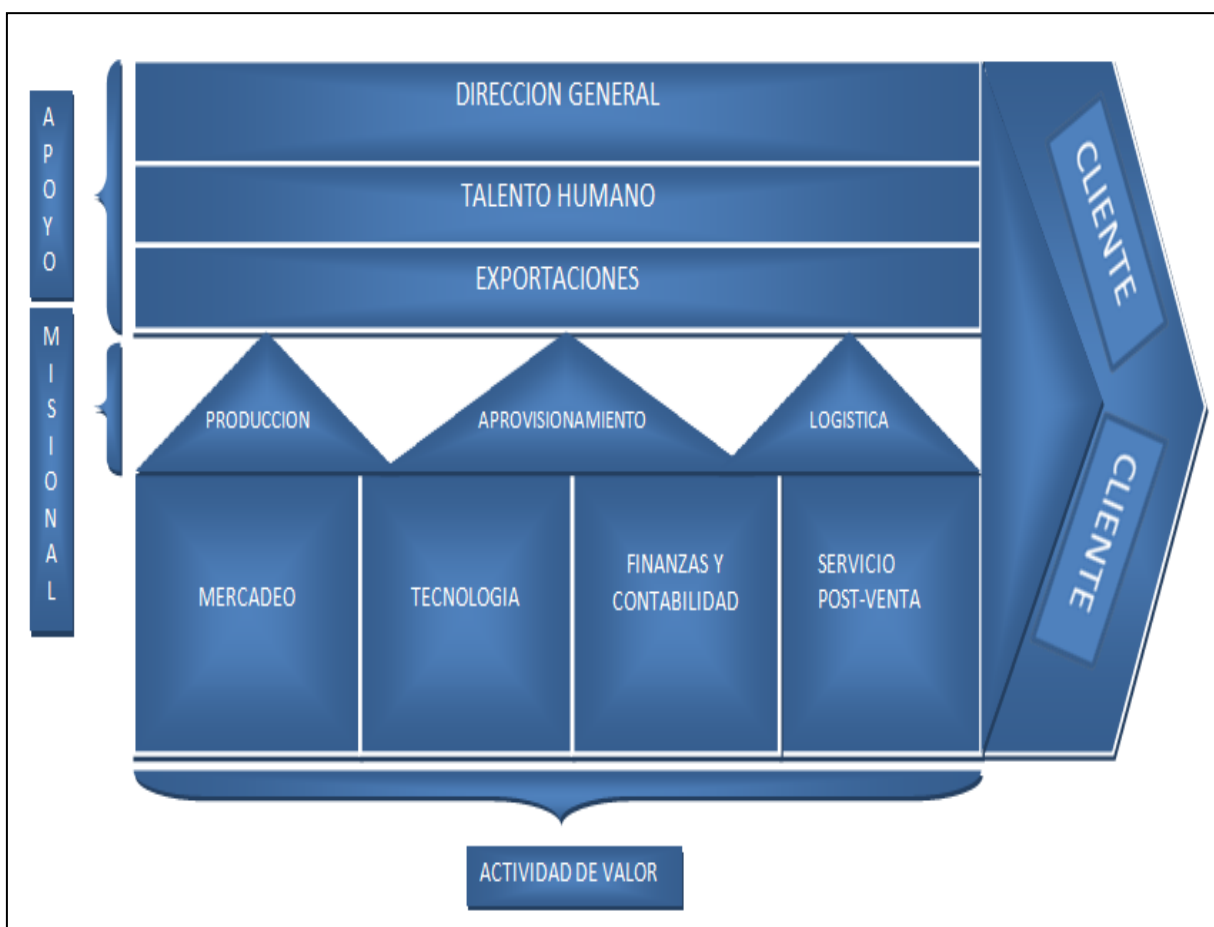 APOYO
DIRECCION GENERAL
TALENTO HUMANO
EXPORTACIONES
MISIONAL
PRODUCCION
APROVISIONAMIENTO
LOGISTICA
MERCADEO
TECNOLOGIA
FINANZAS Y
CONTABILIDAD
SERVICIO
POST-VENTA
CLIENTE
CLIENTE
ACTIVIDAD DE VALOR